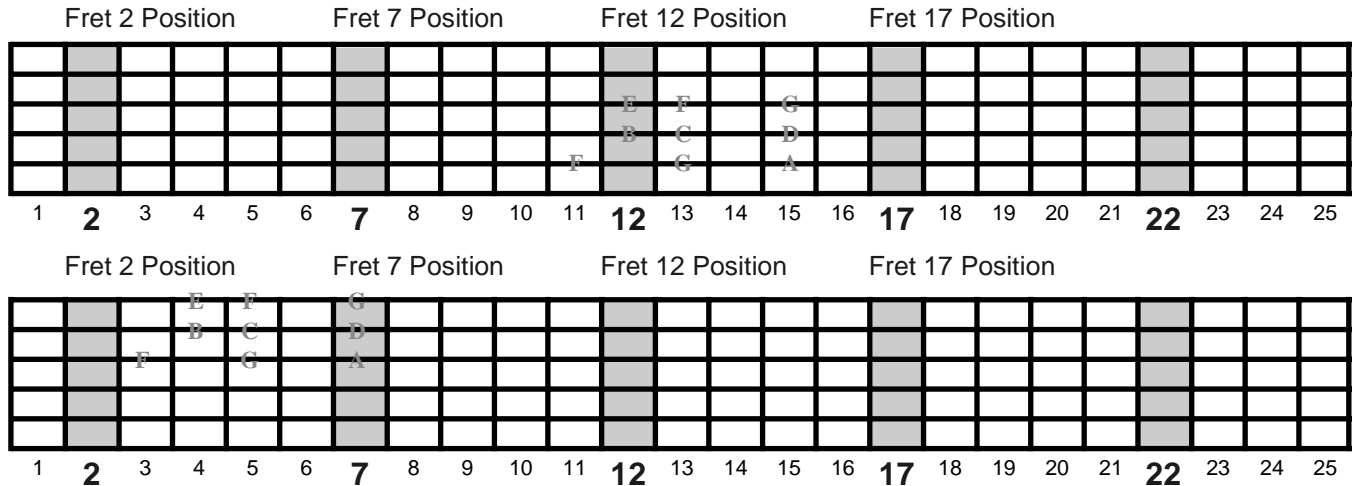 Fret 2 Position Fret 7 Position Fret 12 Position Fret 17 Position
E F G
B C D
F G A
1 2 3 4 5 6 7 8 9 10 11 12 13 14 15 16 17 18 19 20 21 22 23 24 25
Fret 2 Position Fret 7 Position Fret 12 Position Fret 17 Position
E F G
B C D
F G A
1 2 3 4 5 6 7 8 9 10 11 12 13 14 15 16 17 18 19 20 21 22 23 24 25